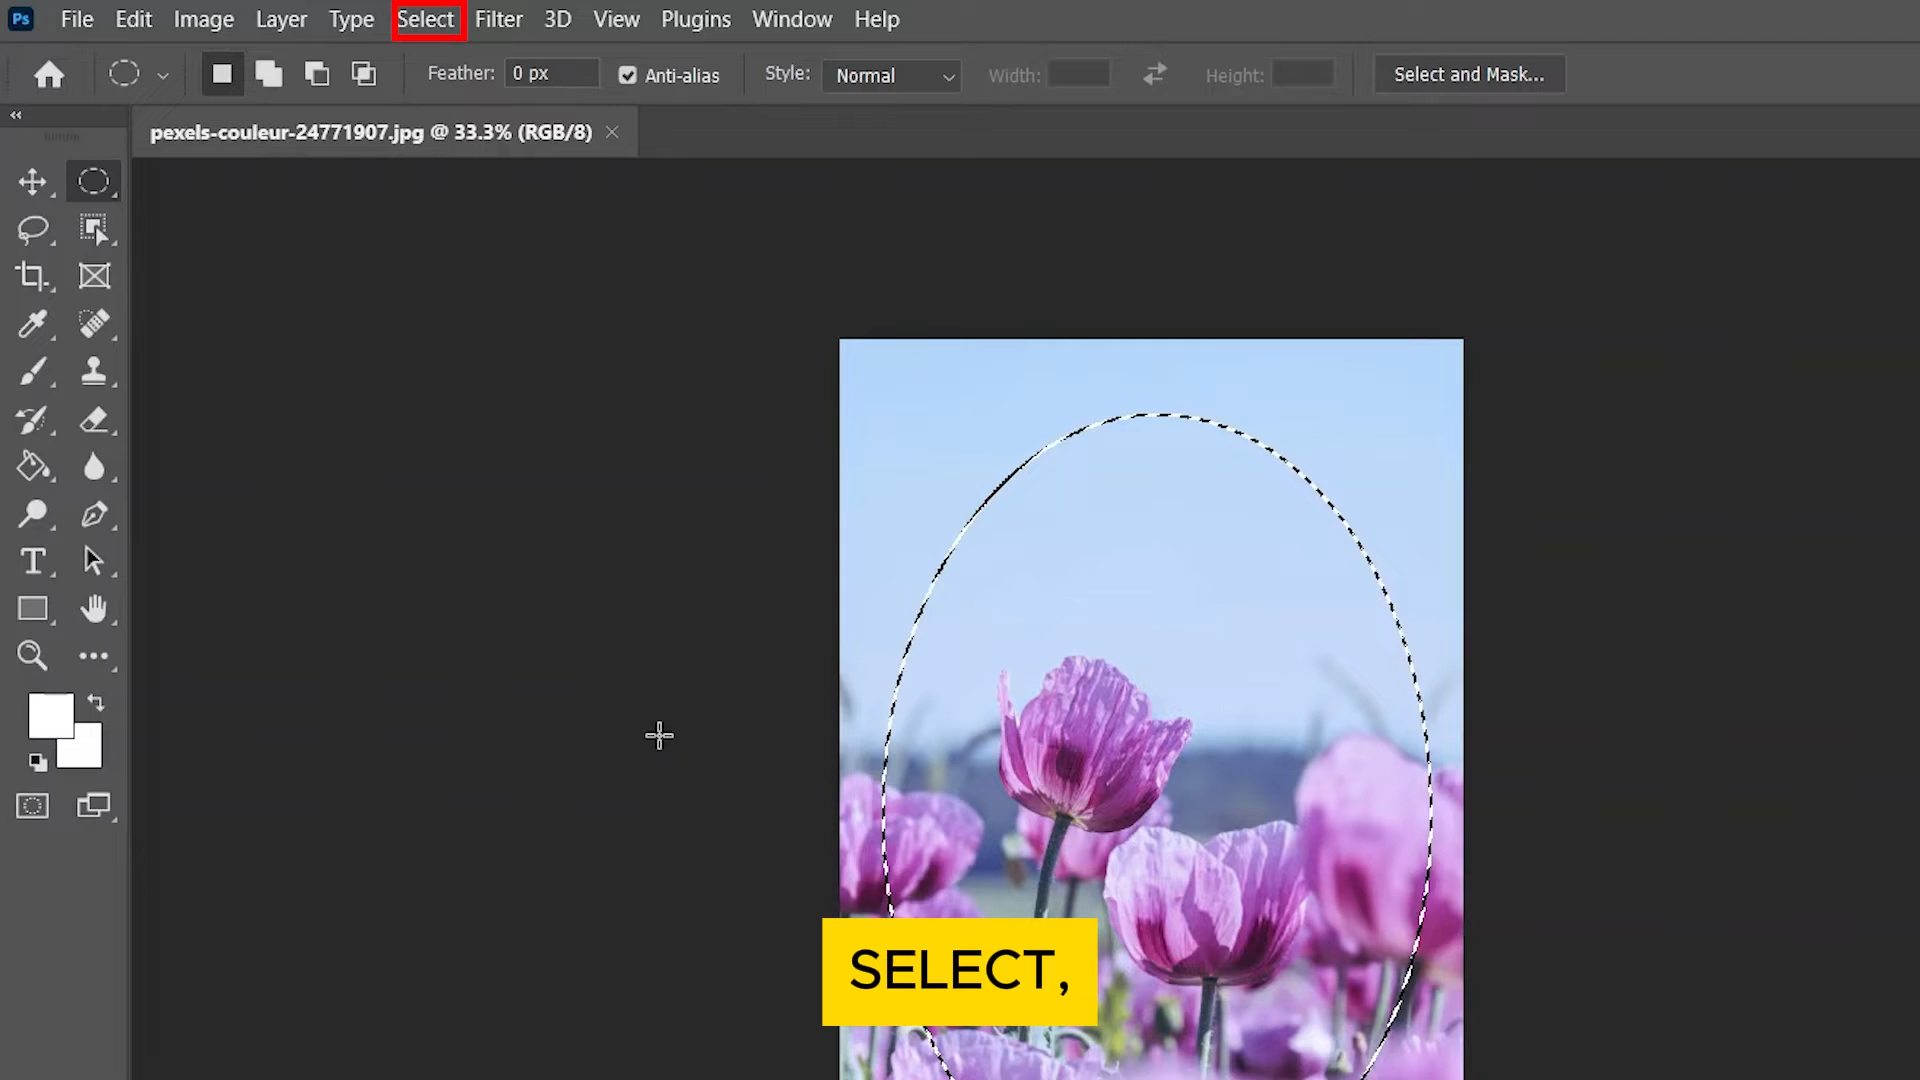 Ps File Edit Image Layer Type Select Filter 3D View Plugins Window Help
Feather: 0 px Anti-alias Style: Normal Width: Height: Select and Mask...
pexels-couleur-24771907.jpg @ 33.3% (RGB/8)
SELECT,